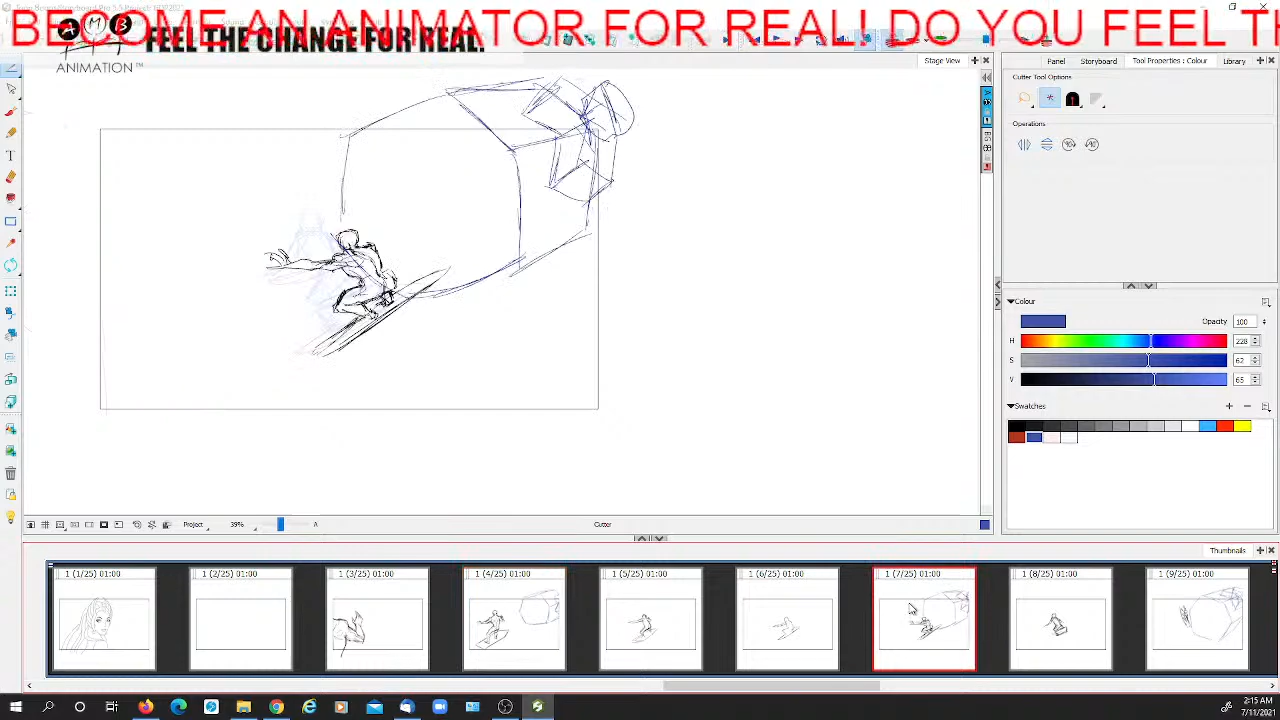 BECOME AN ANIMATOR FOR REAL! DO YOU FEEL T
AMB
FEEL THE CHANGE FOR REAL.
ANIMATION™
Stage View
Panel
Storyboard
Tool Properties : Colour
Library
Cutter Tool Options
Operations
Colour
Opacity
100
H
228
S
62
V
65
Swatches
Project
39%
A
Cutter
Thumbnails
1 (1/25) 01:00
1 (2/25) 01:00
1 (3/25) 01:00
1 (4/25) 01:00
1 (5/25) 01:00
1 (6/25) 01:00
1 (7/25) 01:00
1 (8/25) 01:00
1 (9/25) 01:00
2:15 AM
7/11/2021